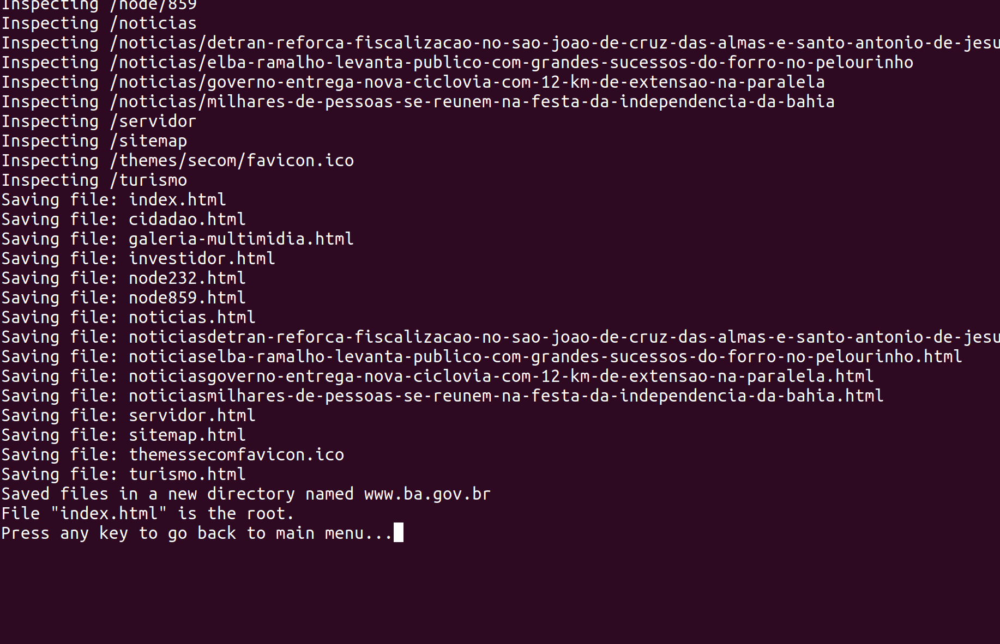 Inspecting /node/859
Inspecting /noticias
Inspecting /noticias/detran-reforca-fiscalizacao-no-sao-joao-de-cruz-das-almas-e-santo-antonio-de-jesu
Inspecting /noticias/elba-ramalho-levanta-publico-com-grandes-sucessos-do-forro-no-pelourinho
Inspecting /noticias/governo-entrega-nova-ciclovia-com-12-km-de-extensao-na-paralela
Inspecting /noticias/milhares-de-pessoas-se-reunem-na-festa-da-independencia-da-bahia
Inspecting /servidor
Inspecting /sitemap
Inspecting /themes/secom/favicon.ico
Inspecting /turismo
Saving file: index.html
Saving file: cidadao.html
Saving file: galeria-multimidia.html
Saving file: investidor.html
Saving file: node232.html
Saving file: node859.html
Saving file: noticias.html
Saving file: noticiasdetran-reforca-fiscalizacao-no-sao-joao-de-cruz-das-almas-e-santo-antonio-de-jesu
Saving file: noticiaselba-ramalho-levanta-publico-com-grandes-sucessos-do-forro-no-pelourinho.html
Saving file: noticiasgoverno-entrega-nova-ciclovia-com-12-km-de-extensao-na-paralela.html
Saving file: noticiasmilhares-de-pessoas-se-reunem-na-festa-da-independencia-da-bahia.html
Saving file: servidor.html
Saving file: sitemap.html
Saving file: themessecomfavicon.ico
Saving file: turismo.html
Saved files in a new directory named www.ba.gov.br
File "index.html" is the root.
Press any key to go back to main menu...